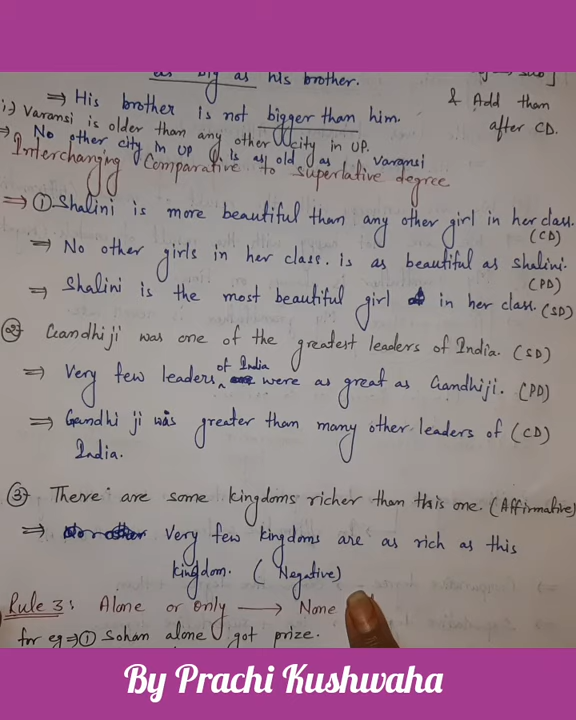 as big as his brother.
⇒ His brother is not bigger than him.
& Add than
after CD.
i:) Varansi is older than any other city in UP.
⇒ No other city in UP is as old as varansi
Interchanging Comparative to superlative degree
⇒ ① Shalini is more beautiful than any other girl in her class. (CD)
⇒ No other girls in her class. is as beautiful as Shalini. (PD)
⇒ Shalini is the most beautiful girl in her class. (SD)
② Gandhiji was one of the greatest leaders of India. (SD)
⇒ Very few leaders of India were as great as Gandhiji. (PD)
⇒ Gandhi ji was greater than many other leaders of (CD)
India.
③ There are some kingdoms richer than this one. (Affirmative)
⇒ Very few kingdoms are as rich as this
kingdom. (Negative)
Rule 3: Alone or only → None
for eg ⇒ ① Sohan alone got prize.
By Prachi Kushwaha